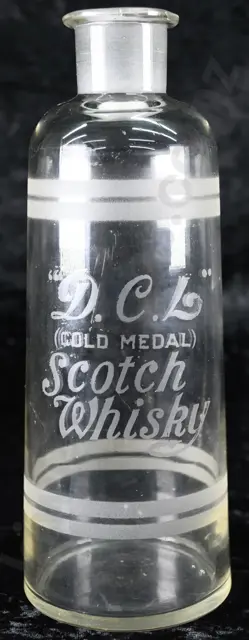 "D.C.L"
(GOLD MEDAL)
Scotch
Whisky